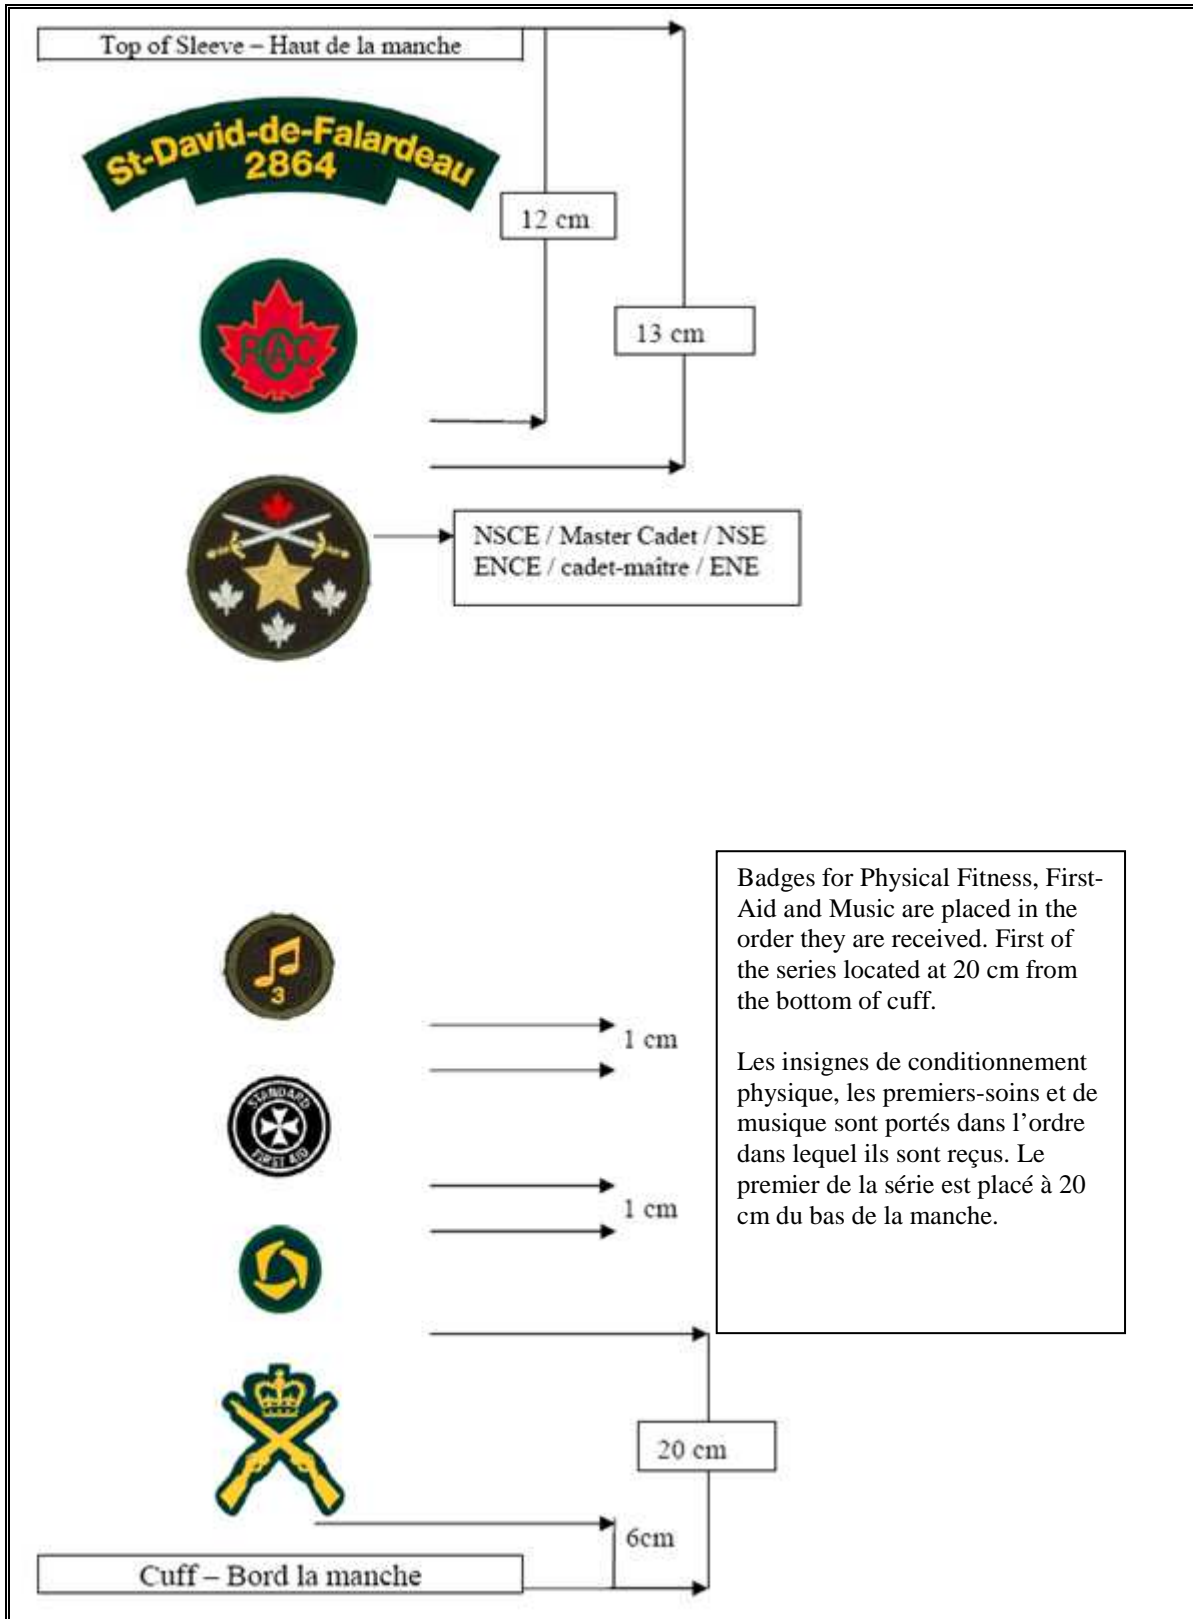 Top of Sleeve – Haut de la manche
St-David-de-Falardeau
2864
12 cm
RAC
13 cm
NSCE / Master Cadet / NSE
ENCE / cadet-maître / ENE
Badges for Physical Fitness, First-
Aid and Music are placed in the
order they are received. First of
the series located at 20 cm from
the bottom of cuff.
Les insignes de conditionnement
physique, les premiers-soins et de
musique sont portés dans l’ordre
dans lequel ils sont reçus. Le
premier de la série est placé à 20
cm du bas de la manche.
3
1 cm
STANDARD
FIRST AID
1 cm
20 cm
6cm
Cuff – Bord la manche